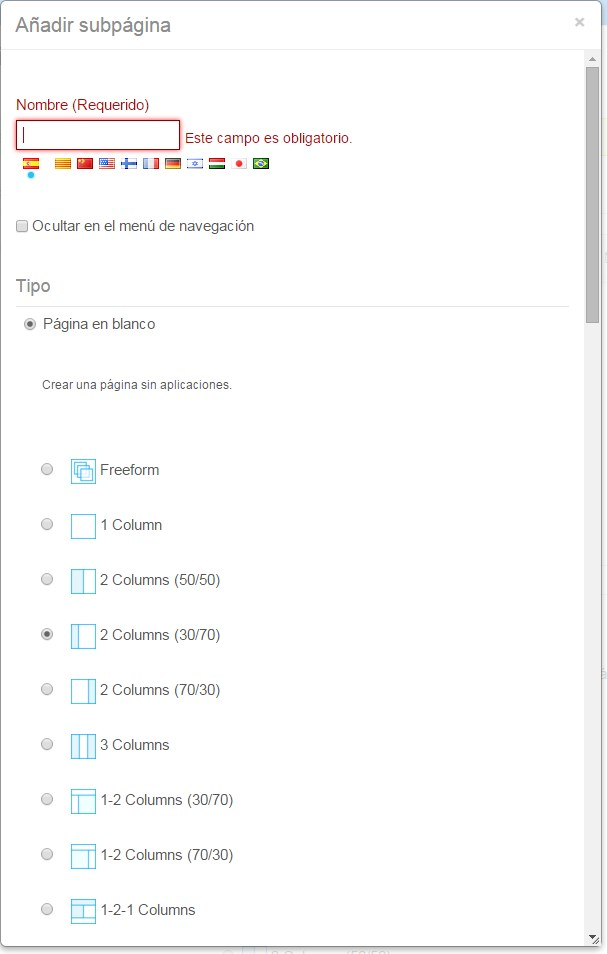 Añadir subpágina
×
Nombre (Requerido)
Este campo es obligatorio.
Ocultar en el menú de navegación
Tipo
Página en blanco
Crear una página sin aplicaciones.
Freeform
1 Column
2 Columns (50/50)
2 Columns (30/70)
2 Columns (70/30)
3 Columns
1-2 Columns (30/70)
1-2 Columns (70/30)
1-2-1 Columns